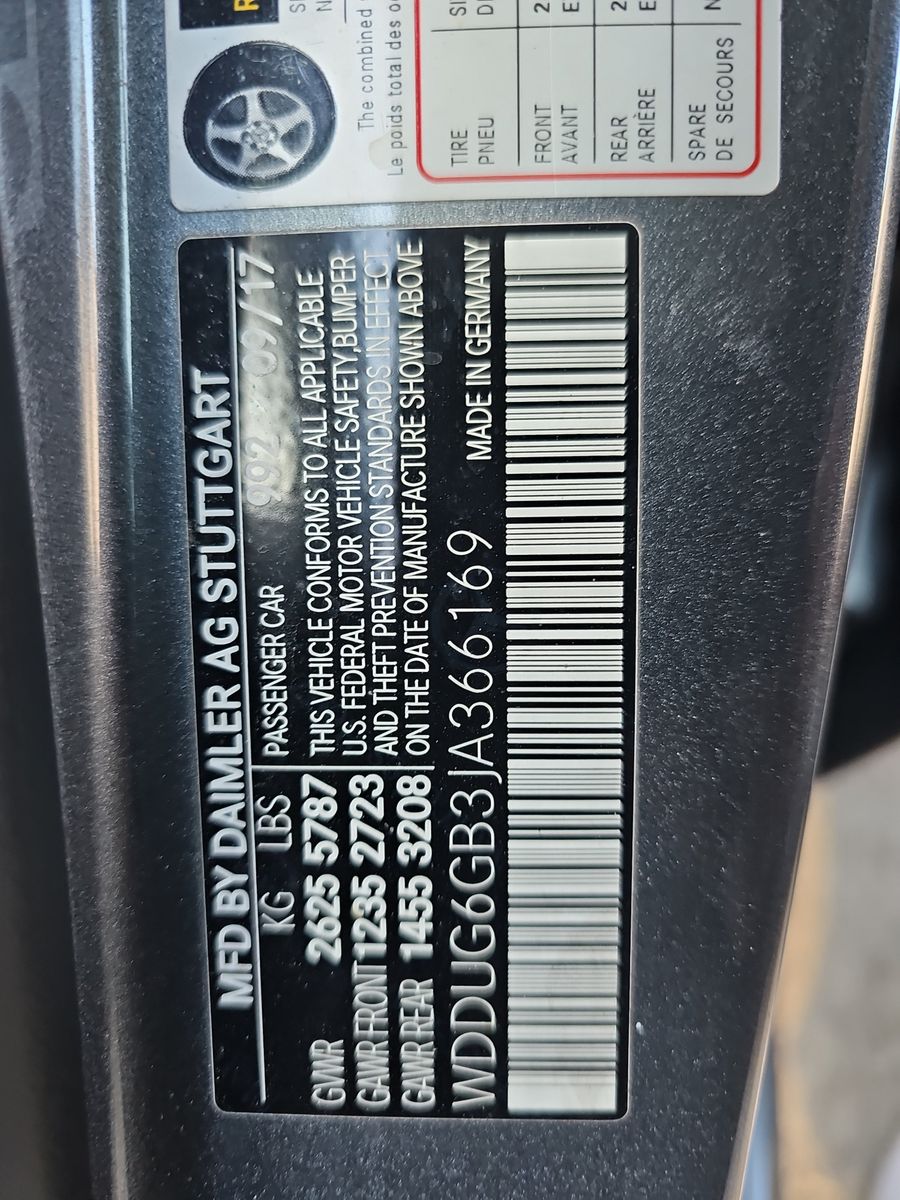 MFD BY DAIMLER AG STUTTGART
KG LBS PASSENGER CAR 992 09/17
GVWR 2625 5787
GAWR FRONT 1235 2723
GAWR REAR 1455 3208
THIS VEHICLE CONFORMS TO ALL APPLICABLE
U.S. FEDERAL MOTOR VEHICLE SAFETY,BUMPER
AND THEFT PREVENTION STANDARDS IN EFFECT
ON THE DATE OF MANUFACTURE SHOWN ABOVE
MADE IN GERMANY
WDDUG6GB3JA366169
The combined
Le poids total des
TIRE
PNEU
FRONT
AVANT
REAR
ARRIÈRE
SPARE
DE SECOURS